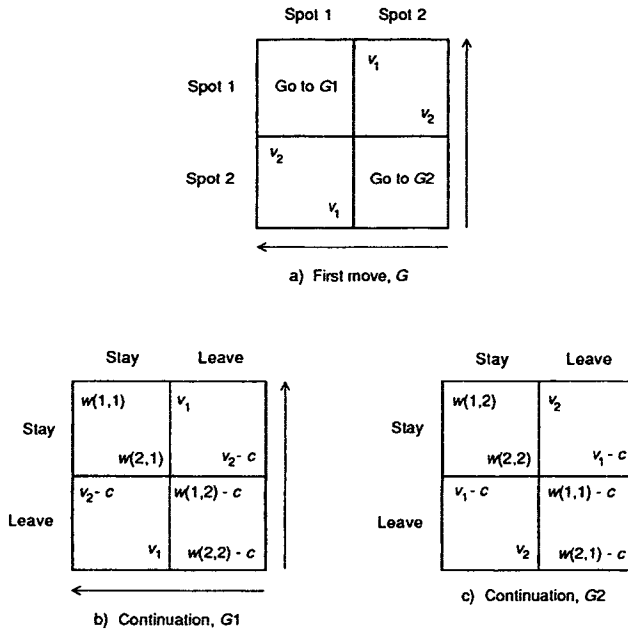 Spot 1 Spot 2
Spot 1 Go to G1 v₁ v₂
Spot 2 v₂ v₁ Go to G2
a) First move, G
Stay Leave
Stay w(1,1) w(2,1) v₁ v₂- c
Leave v₂- c v₁ w(1,2) - c w(2,2) - c
b) Continuation, G1
Stay Leave
Stay w(1,2) w(2,2) v₂ v₁- c
Leave v₁- c v₂ w(1,1) - c w(2,1) - c
c) Continuation, G2